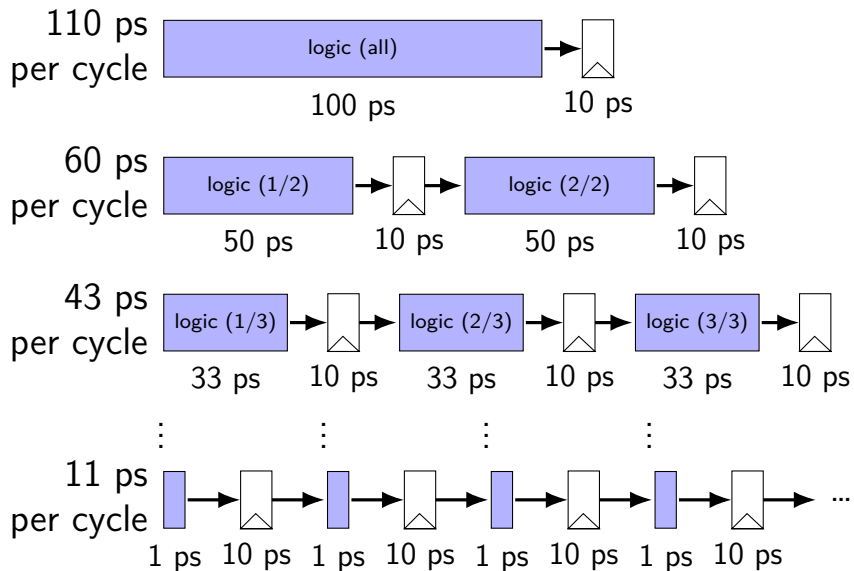 110 ps
per cycle
logic (all)
100 ps
10 ps
60 ps
per cycle
logic (1/2)
logic (2/2)
50 ps
10 ps
50 ps
10 ps
43 ps
per cycle
logic (1/3)
logic (2/3)
logic (3/3)
33 ps
10 ps
33 ps
10 ps
33 ps
10 ps
⋮ ⋮ ⋮ ⋮
11 ps
per cycle
...
1 ps
10 ps
1 ps
10 ps
1 ps
10 ps
1 ps
10 ps